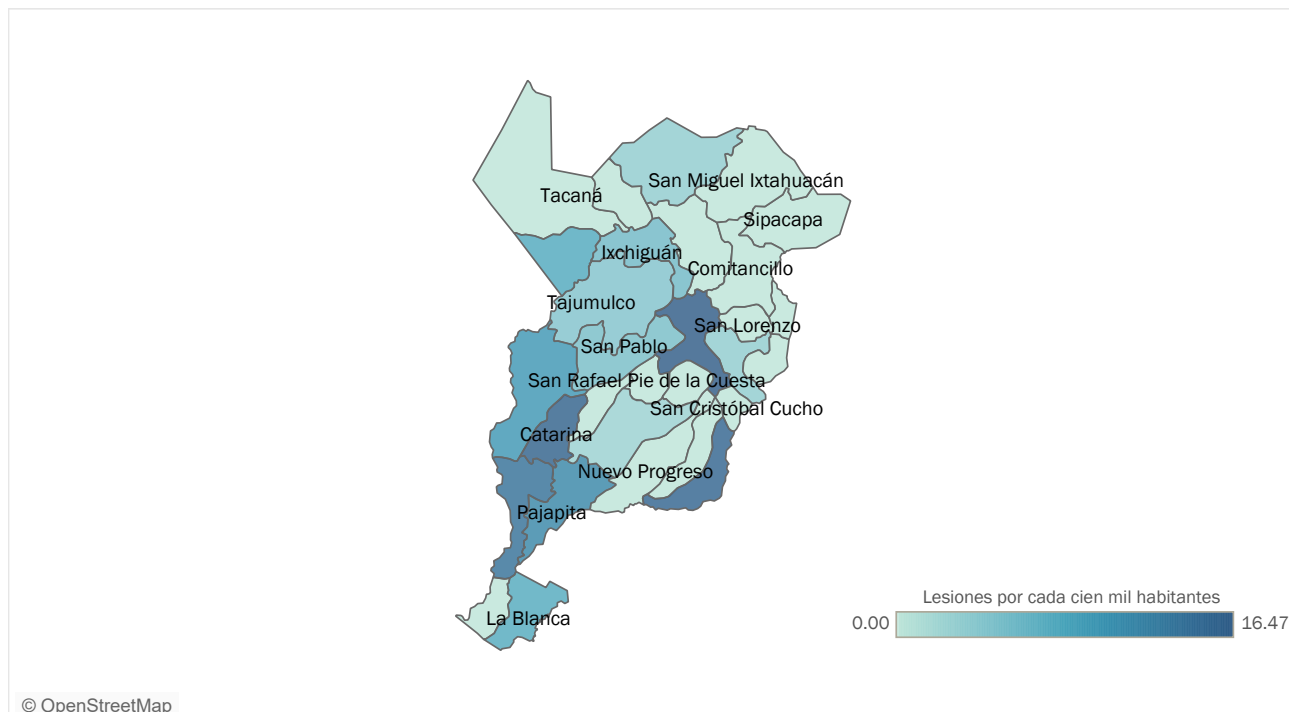 San Miguel Ixtahuacán
Tacaná
Sipacapa
Ixchiguán
Comitancillo
Tajumulco
San Lorenzo
San Pablo
San Rafael Pie de la Cuesta
San Cristóbal Cucho
Catarina
Nuevo Progreso
Pajapita
La Blanca
Lesiones por cada cien mil habitantes
0.00 16.47
© OpenStreetMap